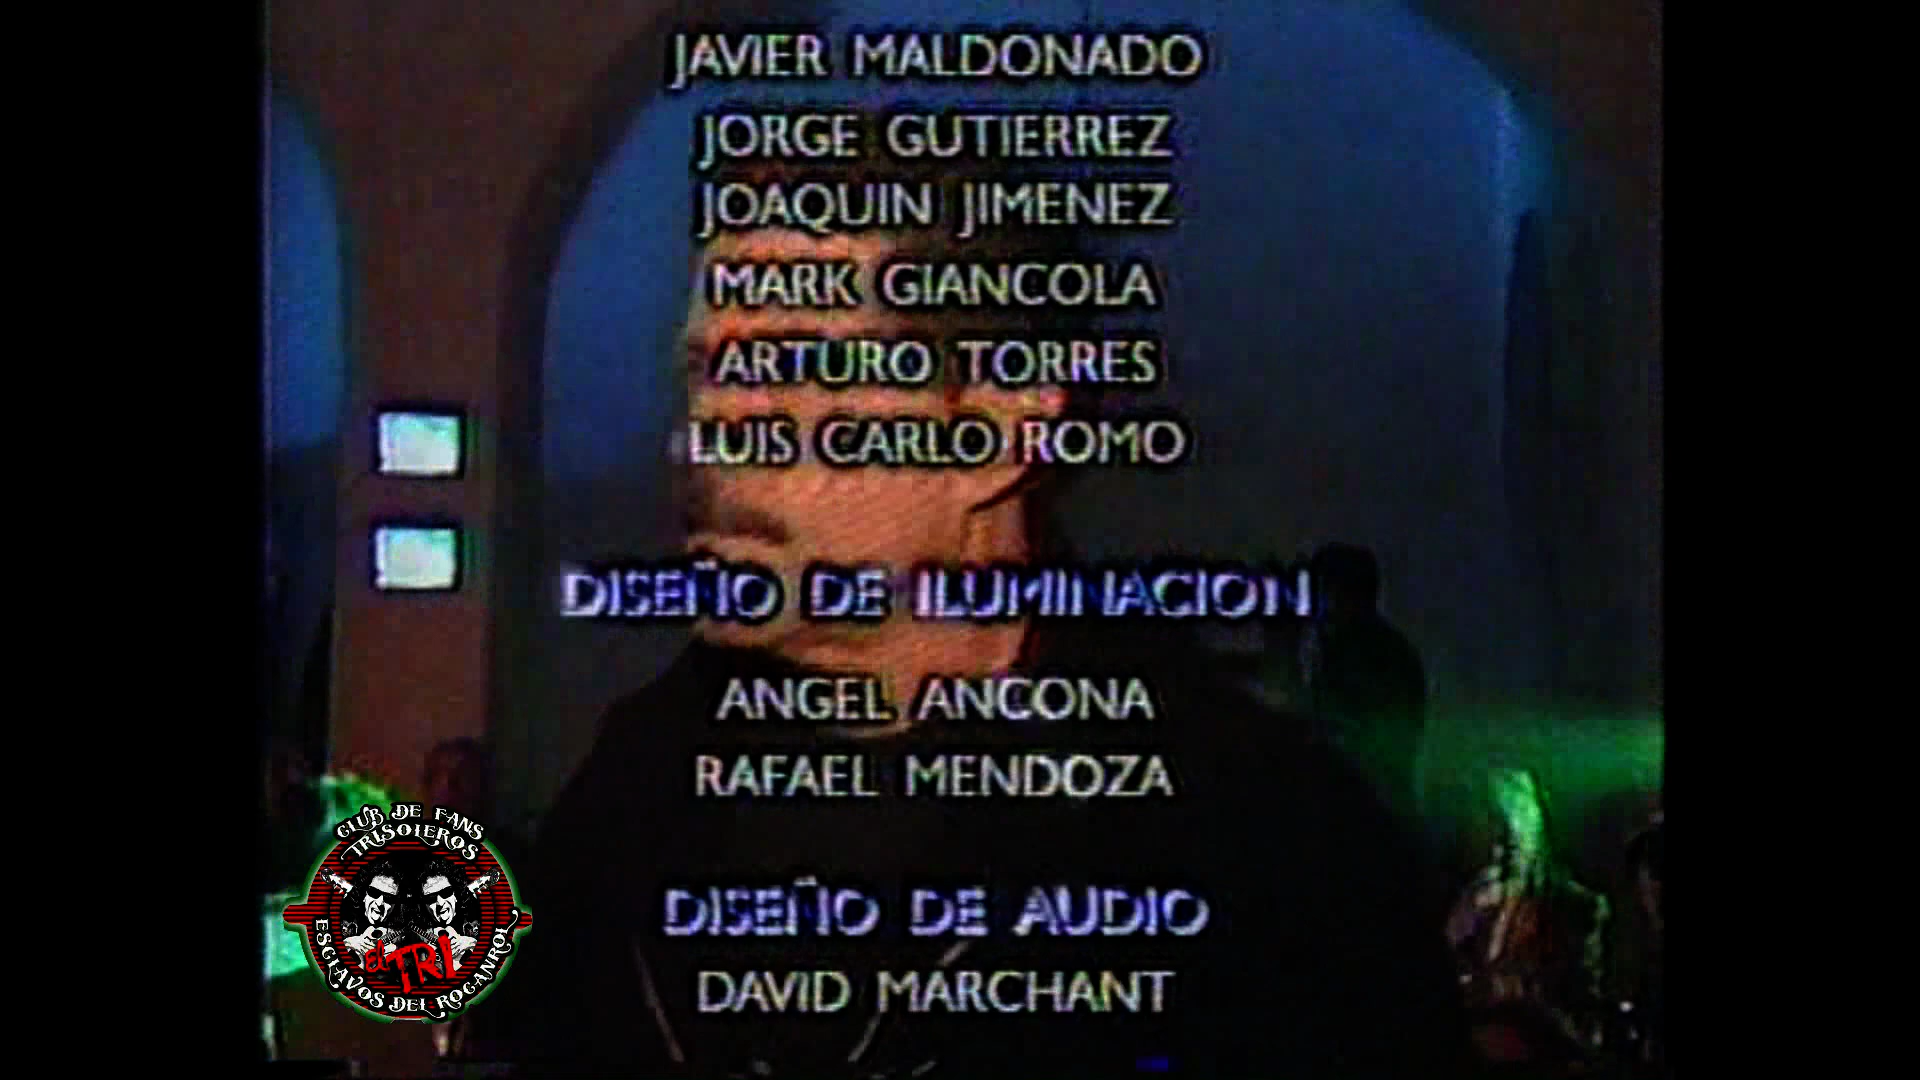 JAVIER MALDONADO
JORGE GUTIERREZ
JOAQUIN JIMENEZ
MARK GIANCOLA
ARTURO TORRES
LUIS CARLO ROMO
DISEÑO DE ILUMINACION
ANGEL ANCONA
RAFAEL MENDOZA
DISEÑO DE AUDIO
DAVID MARCHANT
CLUB DE FANS
TRISOLEROS
El TRI
ESCLAVOS DEL ROCANROL